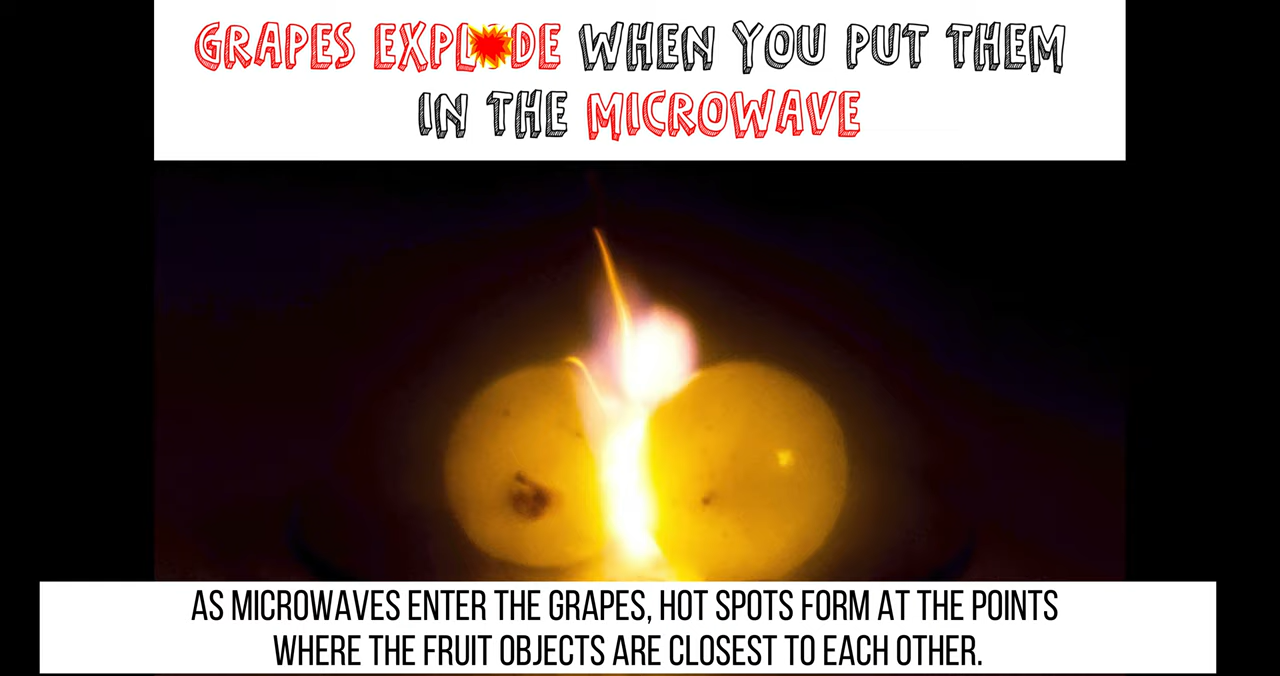 GRAPES EXPLODE WHEN YOU PUT THEM
IN THE MICROWAVE
AS MICROWAVES ENTER THE GRAPES, HOT SPOTS FORM AT THE POINTS
WHERE THE FRUIT OBJECTS ARE CLOSEST TO EACH OTHER.